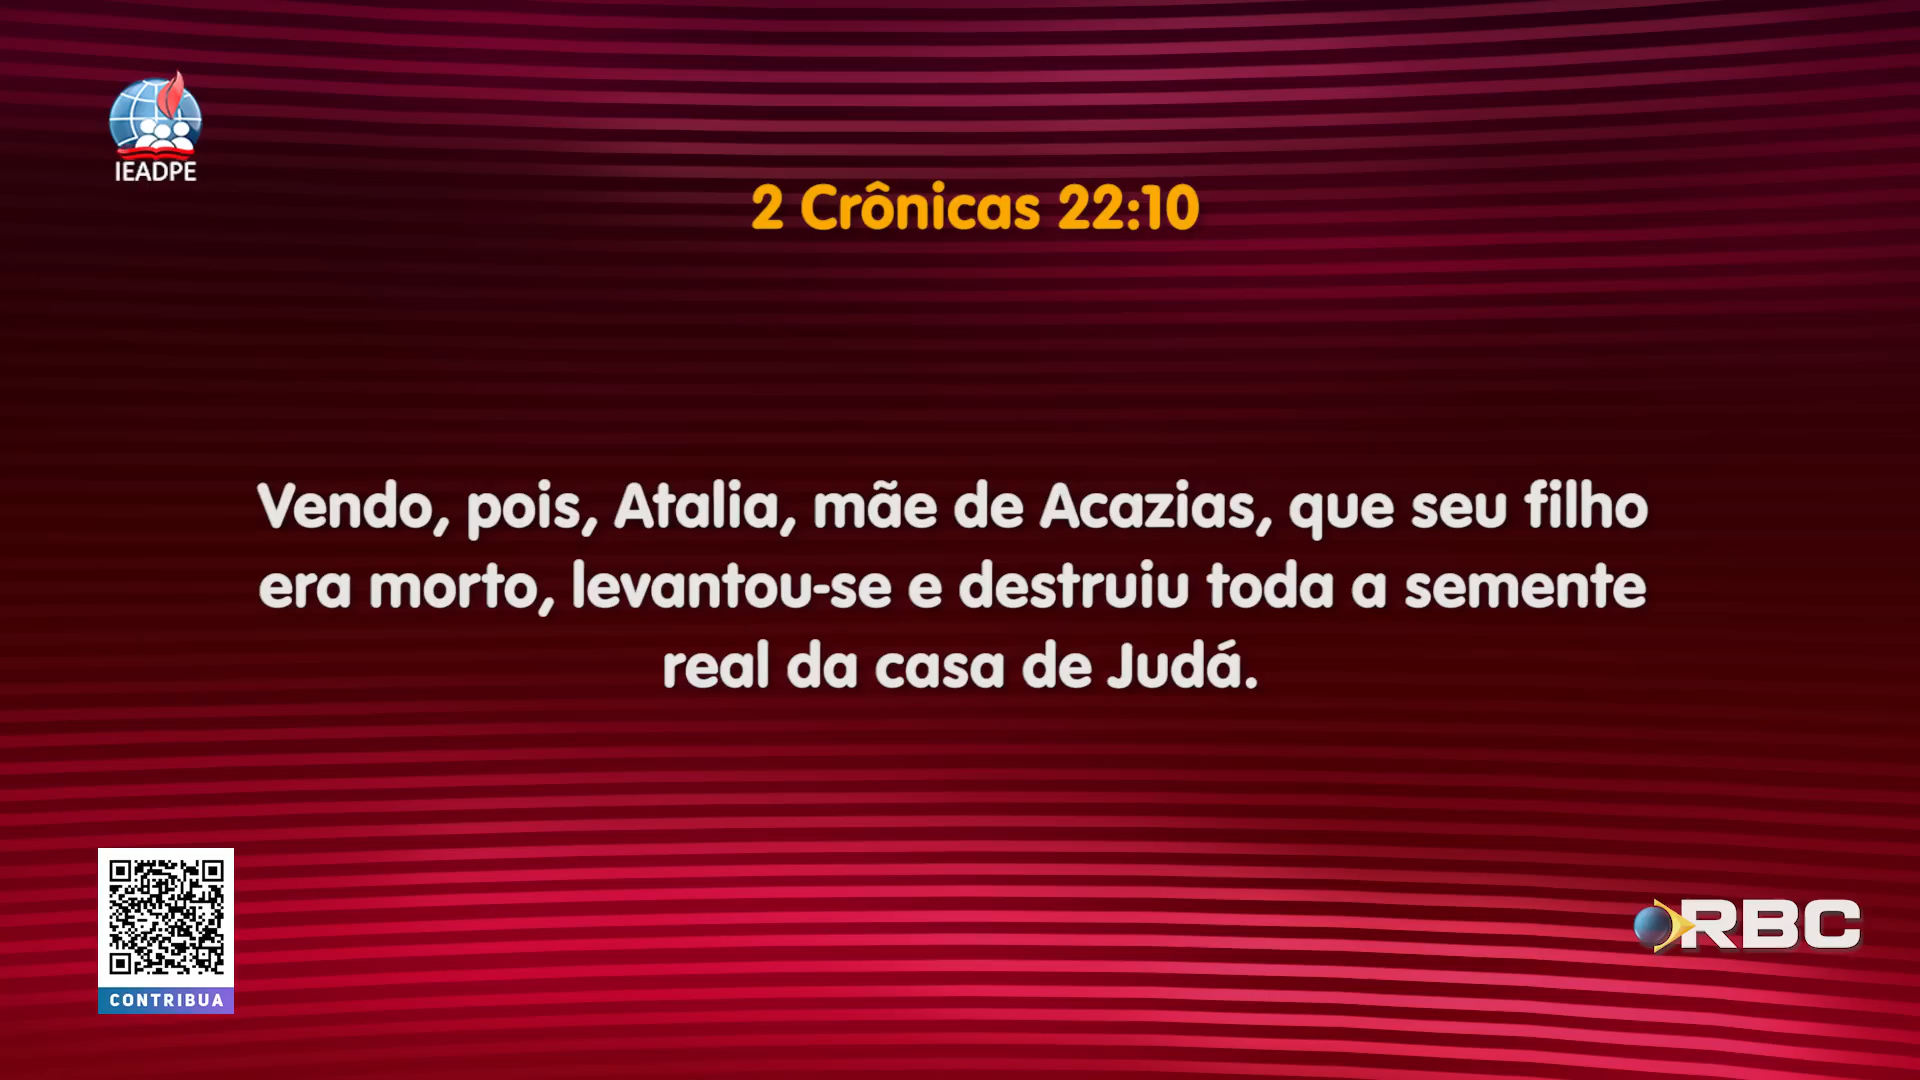 IEADPE
2 Crônicas 22:10
Vendo, pois, Atalia, mãe de Acazias, que seu filho
era morto, levantou-se e destruiu toda a semente
real da casa de Judá.
RBC
CONTRIBUA